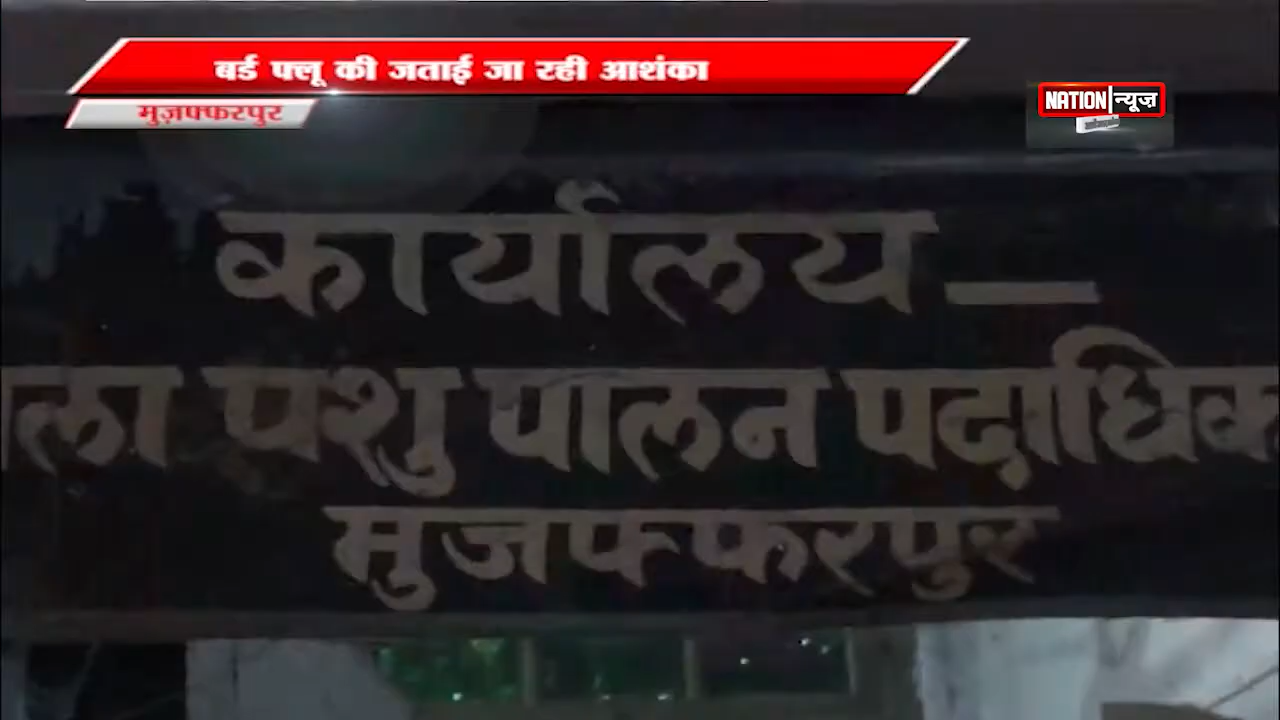 बर्ड फ्लू की जताई जा रही आशंका
मुज़फ्फरपुर
NATION न्यूज़
कार्यालय —
ला पशु पालन पदाधिक
मुजफ्फरपुर